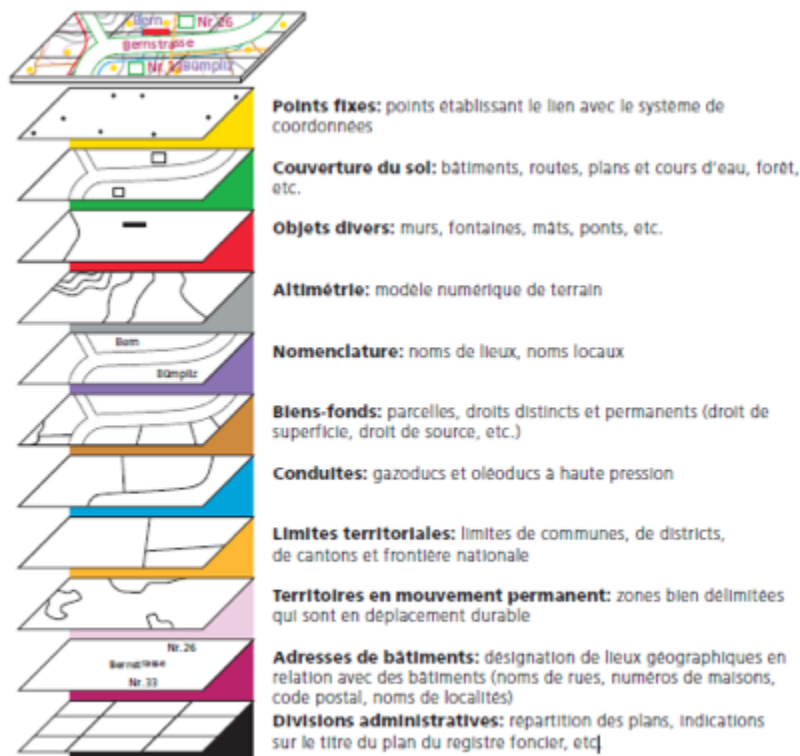 Bern
Nr. 26
Bernstrasse
Bümpliz
Points fixes: points établissant le lien avec le système de
coordonnées
Couverture du sol: bâtiments, routes, plans et cours d'eau, forêt,
etc.
Objets divers: murs, fontaines, mâts, ponts, etc.
Altimétrie: modèle numérique de terrain
Bern
Bümpliz
Nomenclature: noms de lieux, noms locaux
Biens-fonds: parcelles, droits distincts et permanents (droit de
superficie, droit de source, etc.)
Conduites: gazoducs et oléoducs à haute pression
Limites territoriales: limites de communes, de districts,
de cantons et frontière nationale
Territoires en mouvement permanent: zones bien délimitées
qui sont en déplacement durable
Nr. 26
Bernstrasse
Nr. 33
Adresses de bâtiments: désignation de lieux géographiques en
relation avec des bâtiments (noms de rues, numéros de maisons,
code postal, noms de localités)
Divisions administratives: répartition des plans, indications
sur le titre du plan du registre foncier, etc.